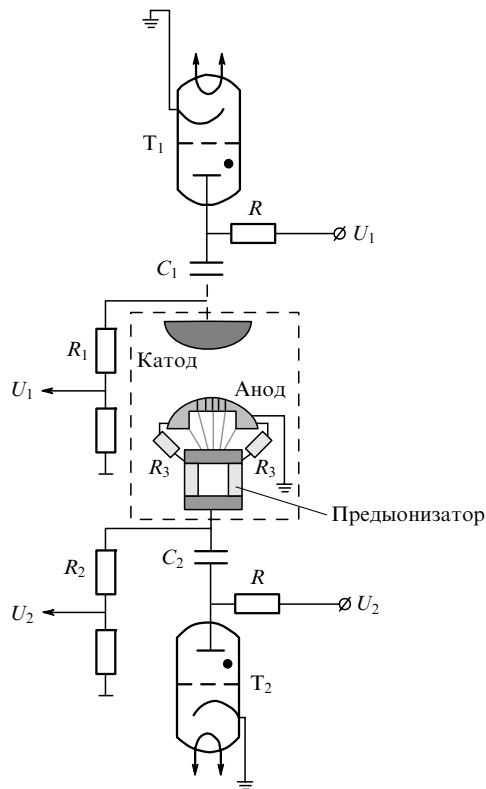 T₁
R
U₁
C₁
R₁
Катод
U₁
Анод
R₃ R₃
Предыонизатор
R₂
C₂
R
U₂
U₂
T₂